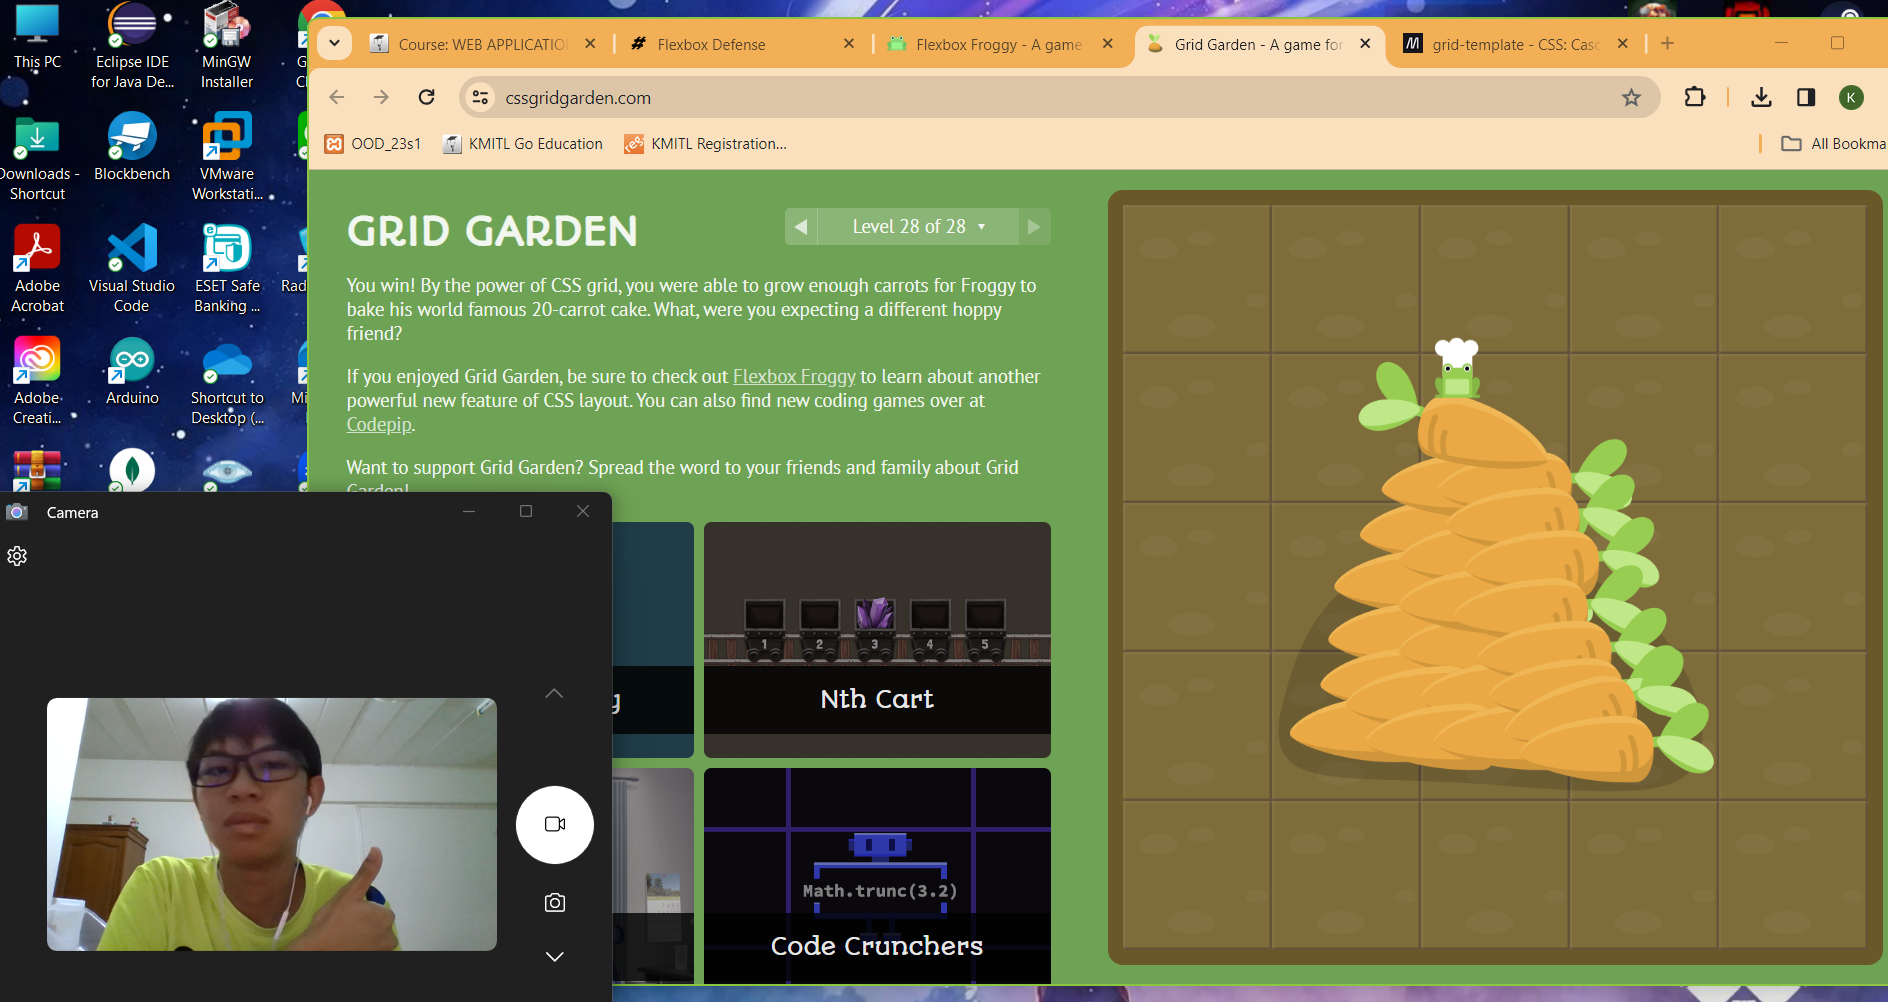 This PC
Eclipse IDE
for Java De...
MinGW
Installer
Downloads -
Shortcut
Blockbench
VMware
Workstati...
Adobe
Acrobat
Visual Studio
Code
ESET Safe
Banking ...
Rad
Adobe
Creati...
Arduino
Shortcut to
Desktop (...
Mi
Course: WEB APPLICATIO
Flexbox Defense
Flexbox Froggy - A game
Grid Garden - A game for
grid-template - CSS: Casc
cssgridgarden.com
K
OOD_23s1
KMITL Go Education
KMITL Registration...
All Bookma
GRID GARDEN
Level 28 of 28
You win! By the power of CSS grid, you were able to grow enough carrots for Froggy to
bake his world famous 20-carrot cake. What, were you expecting a different hoppy
friend?
If you enjoyed Grid Garden, be sure to check out Flexbox Froggy to learn about another
powerful new feature of CSS layout. You can also find new coding games over at
Codepip.
Want to support Grid Garden? Spread the word to your friends and family about Grid
Garden!
1 2 3 4 5
Nth Cart
Math.trunc(3.2)
Code Crunchers
Camera